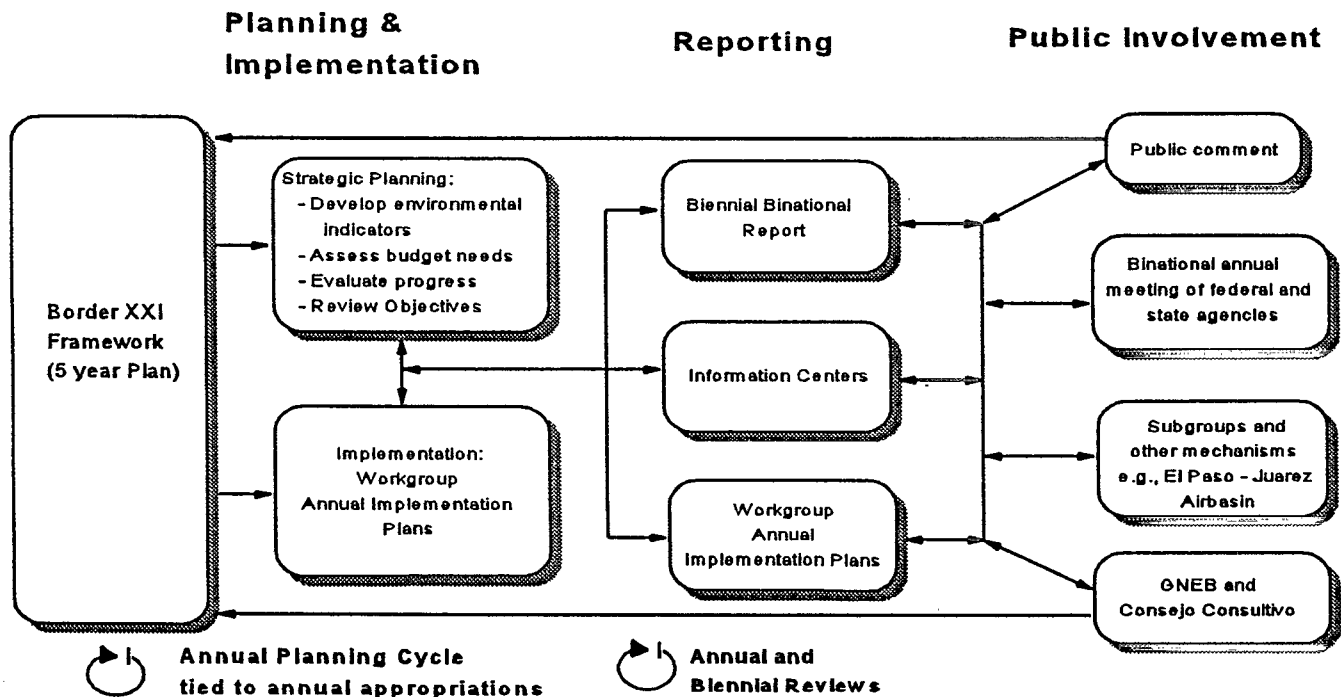 Planning &
Implementation
Reporting
Public Involvement
Border XXI
Framework
(5 year Plan)
Strategic Planning:
- Develop environmental
indicators
- Assess budget needs
- Evaluate progress
- Review Objectives
Implementation:
Workgroup
Annual Implementation
Plans
Biennial Binational
Report
Information Centers
Workgroup
Annual
Implementation Plans
Public comment
Binational annual
meeting of federal and
state agencies
Subgroups and
other mechanisms
e.g., El Paso - Juarez
Airbasin
GNEB and
Consejo Consultivo
Annual Planning Cycle
tied to annual appropriations
Annual and
Biennial Reviews